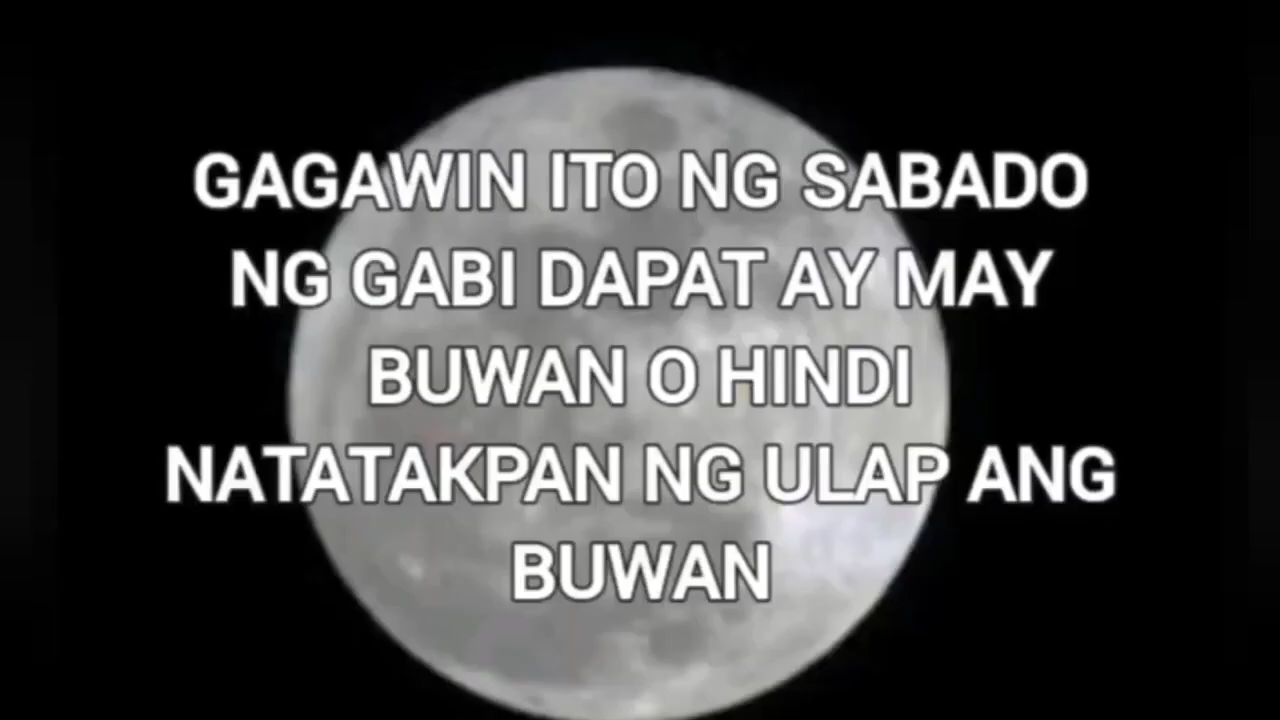 GAGAWIN ITO NG SABADO
NG GABI DAPAT AY MAY
BUWAN O HINDI
NATATAKPAN NG ULAP ANG
BUWAN